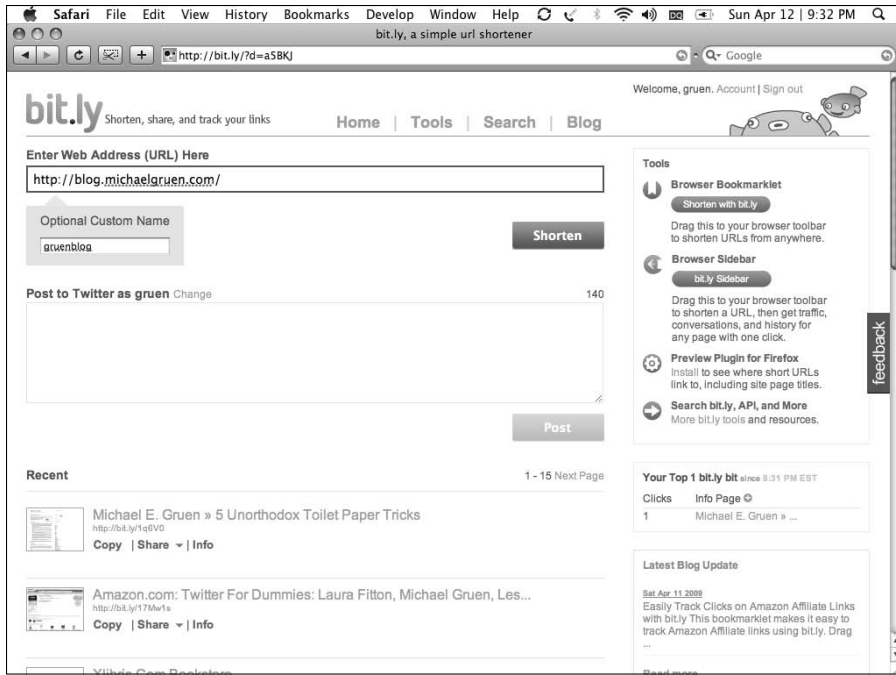 Safari File Edit View History Bookmarks Develop Window Help Sun Apr 12 | 9:32 PM
bit.ly, a simple url shortener
http://bit.ly/?d=a5BKJ
Google
Welcome, gruen. Account | Sign out
bit.ly Shorten, share, and track your links
Home | Tools | Search | Blog
Enter Web Address (URL) Here
http://blog.michaelgruen.com/
Optional Custom Name
gruenblog
Shorten
Post to Twitter as gruen Change 140
Post
Recent 1 - 15 Next Page
Michael E. Gruen » 5 Unorthodox Toilet Paper Tricks
http://bit.ly/1q6V0
Copy | Share | Info
Amazon.com: Twitter For Dummies: Laura Fitton, Michael Gruen, Les...
http://bit.ly/17Mw1s
Copy | Share | Info
Xlibris.Com Bookstore
Tools
Browser Bookmarklet
Shorten with bit.ly
Drag this to your browser toolbar
to shorten URLs from anywhere.
Browser Sidebar
bit.ly Sidebar
Drag this to your browser toolbar
to shorten a URL, then get traffic,
conversations, and history for
any page with one click.
Preview Plugin for Firefox
Install to see where short URLs
link to, including site page titles.
Search bit.ly, API, and More
More bit.ly tools and resources.
feedback
Your Top 1 bit.ly bit since 8:31 PM EST
Clicks Info Page
1 Michael E. Gruen » ...
Latest Blog Update
Sat Apr 11 2009
Easily Track Clicks on Amazon Affiliate Links
with bit.ly This bookmarklet makes it easy to
track Amazon Affiliate links using bit.ly. Drag
...
Read more